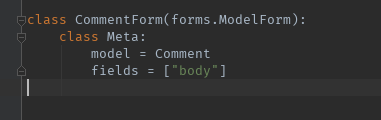 class CommentForm(forms.ModelForm):
    class Meta:
        model = Comment
        fields = ["body"]